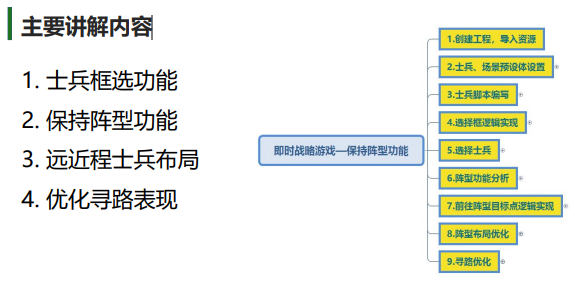 主要讲解内容
1. 士兵框选功能
2. 保持阵型功能
3. 远近程士兵布局
4. 优化寻路表现
即时战略游戏—保持阵型功能
1.创建工程，导入资源
2.士兵、场景预设体设置
3.士兵脚本编写
4.选择框逻辑实现
5.选择士兵
6.阵型功能分析
7.前往阵型目标点逻辑实现
8.阵型布局优化
9.寻路优化